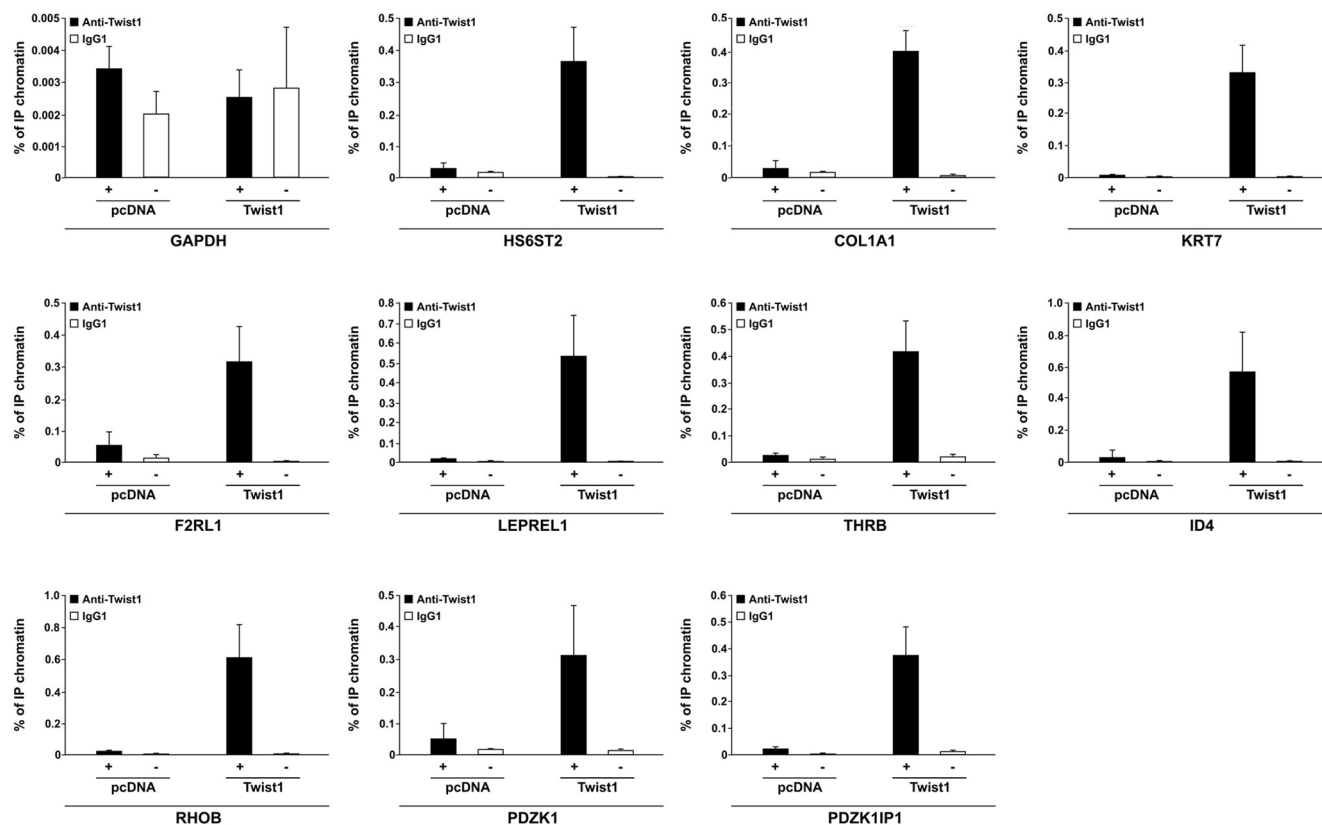 % of IP chromatin
Anti-Twist1
IgG1
0.005
0.004
0.003
0.002
0.001
0
+ - + -
pcDNA Twist1
GAPDH
% of IP chromatin
Anti-Twist1
IgG1
0.5
0.4
0.3
0.2
0.1
0
+ - + -
pcDNA Twist1
HS6ST2
% of IP chromatin
Anti-Twist1
IgG1
0.5
0.4
0.3
0.2
0.1
0
+ - + -
pcDNA Twist1
COL1A1
% of IP chromatin
Anti-Twist1
IgG1
0.5
0.4
0.3
0.2
0.1
0
+ - + -
pcDNA Twist1
KRT7
% of IP chromatin
Anti-Twist1
IgG1
0.5
0.4
0.3
0.2
0.1
0
+ - + -
pcDNA Twist1
F2RL1
% of IP chromatin
Anti-Twist1
IgG1
0.8
0.7
0.6
0.5
0.4
0.3
0.2
0.1
0
+ - + -
pcDNA Twist1
LEPREL1
% of IP chromatin
Anti-Twist1
IgG1
0.6
0.5
0.4
0.3
0.2
0.1
0
+ - + -
pcDNA Twist1
THRB
% of IP chromatin
Anti-Twist1
IgG1
1.0
0.8
0.6
0.4
0.2
0
+ - + -
pcDNA Twist1
ID4
% of IP chromatin
Anti-Twist1
IgG1
1.0
0.8
0.6
0.4
0.2
0
+ - + -
pcDNA Twist1
RHOB
% of IP chromatin
Anti-Twist1
IgG1
0.5
0.4
0.3
0.2
0.1
0
+ - + -
pcDNA Twist1
PDZK1
% of IP chromatin
Anti-Twist1
IgG1
0.6
0.5
0.4
0.3
0.2
0.1
0
+ - + -
pcDNA Twist1
PDZK1IP1